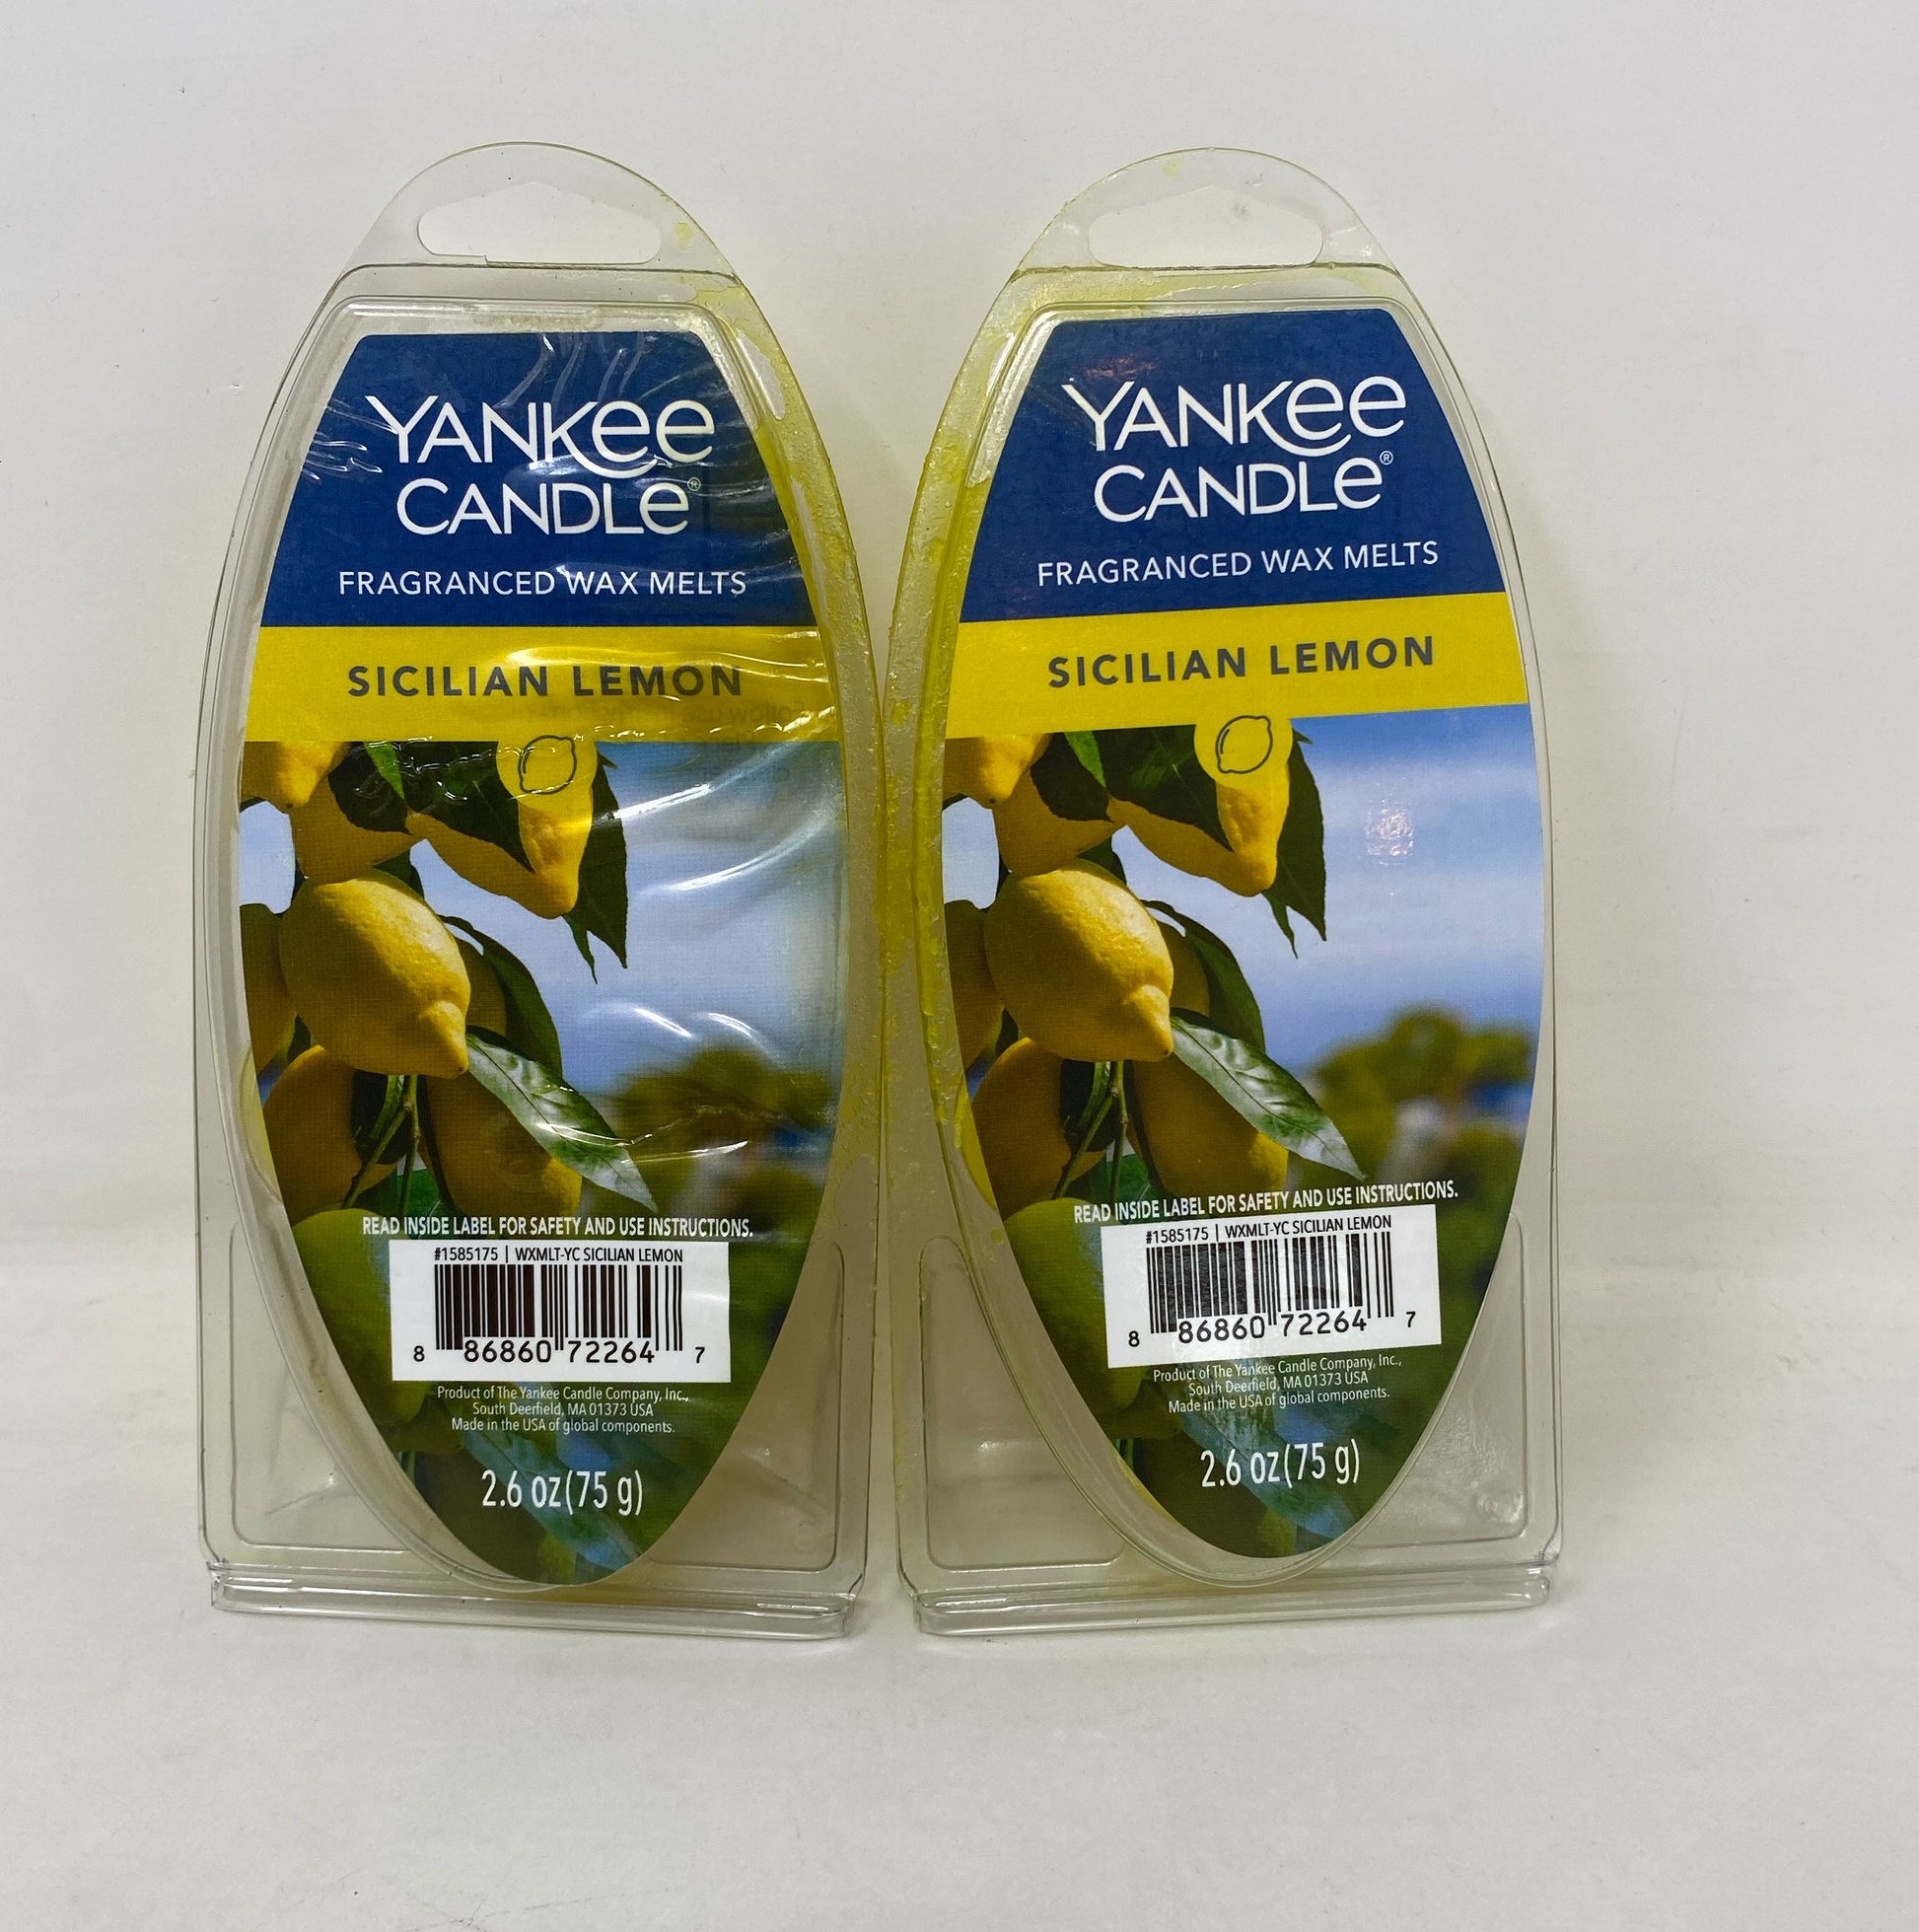 YANKee
CANDLe®
FRAGRANCED WAX MELTS
SICILIAN LEMON
READ INSIDE LABEL FOR SAFETY AND USE INSTRUCTIONS.
#1585175 | WXMLT-YC SICILIAN LEMON
8 86860 72264 7
Product of The Yankee Candle Company, Inc.,
South Deerfield, MA 01373 USA
Made in the USA of global components.
2.6 oz(75 g)
YANKee
CANDLe®
FRAGRANCED WAX MELTS
SICILIAN LEMON
READ INSIDE LABEL FOR SAFETY AND USE INSTRUCTIONS.
#1585175 | WXMLT-YC SICILIAN LEMON
8 86860 72264 7
Product of The Yankee Candle Company, Inc.,
South Deerfield, MA 01373 USA
Made in the USA of global components.
2.6 oz(75 g)